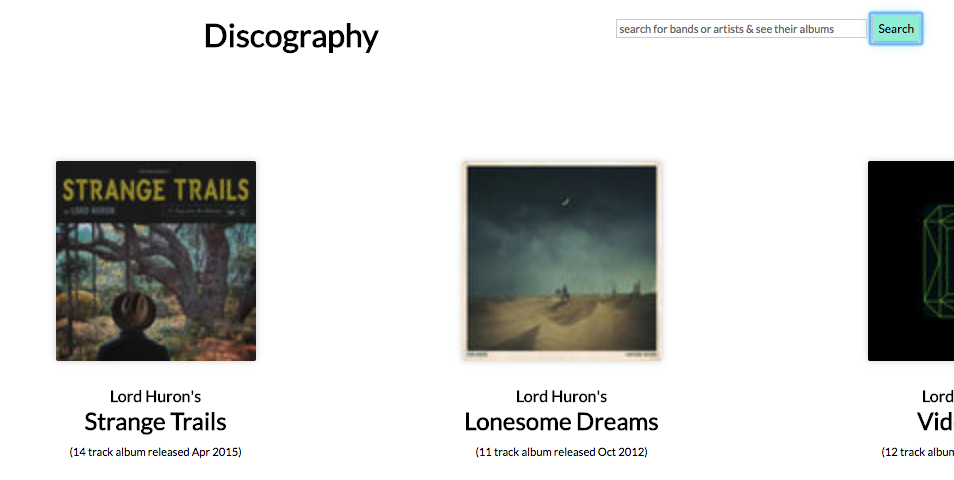 Discography
search for bands or artists & see their albums
Search
STRANGE TRAILS
LORD HURON
Lord Huron's
Strange Trails
(14 track album released Apr 2015)
Lord Huron's
Lonesome Dreams
(11 track album released Oct 2012)
Lord
Vid
(12 track album